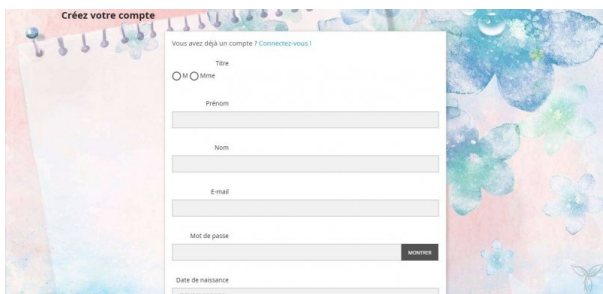 Créez votre compte
Vous avez déjà un compte ? Connectez-vous !
Titre
M Mme
Prénom
Nom
E-mail
Mot de passe
MONTRER
Date de naissance